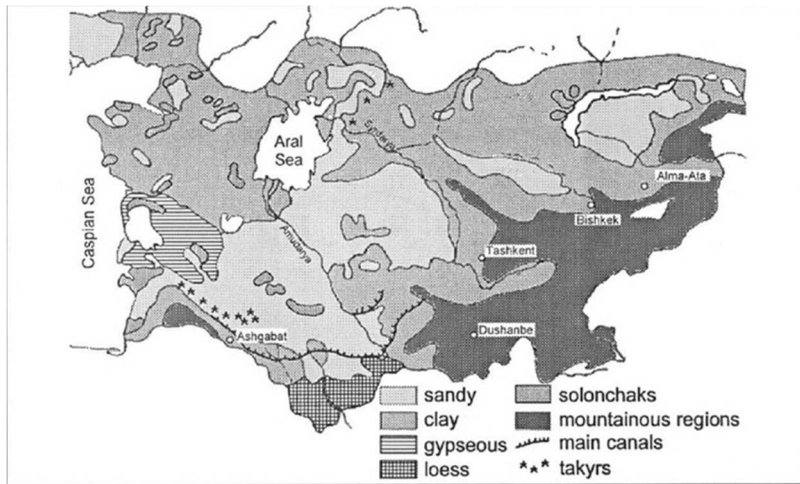 Aral
Sea
Syrdarya
Caspian Sea
Alma-Ata
Bishkek
Amudarya
Tashkent
Dushanbe
Ashgabat
sandy
clay
gypseous
loess
solonchaks
mountainous regions
main canals
takyrs